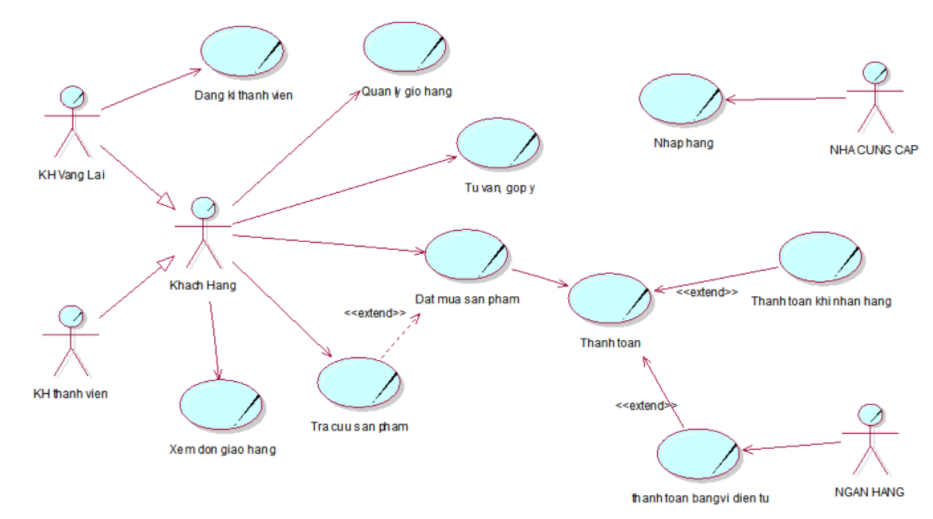 Dang ki thanh vien
Quan ly gio hang
Nhap hang
NHA CUNG CAP
KH Vang Lai
Tu van, gop y
Khach Hang
Dat mua san pham
<<extend>>
Thanh toan khi nhan hang
<<extend>>
Thanh toan
KH thanh vien
Tra cuu san pham
<<extend>>
Xem don giao hang
thanh toan bang vi dien tu
NGAN HANG